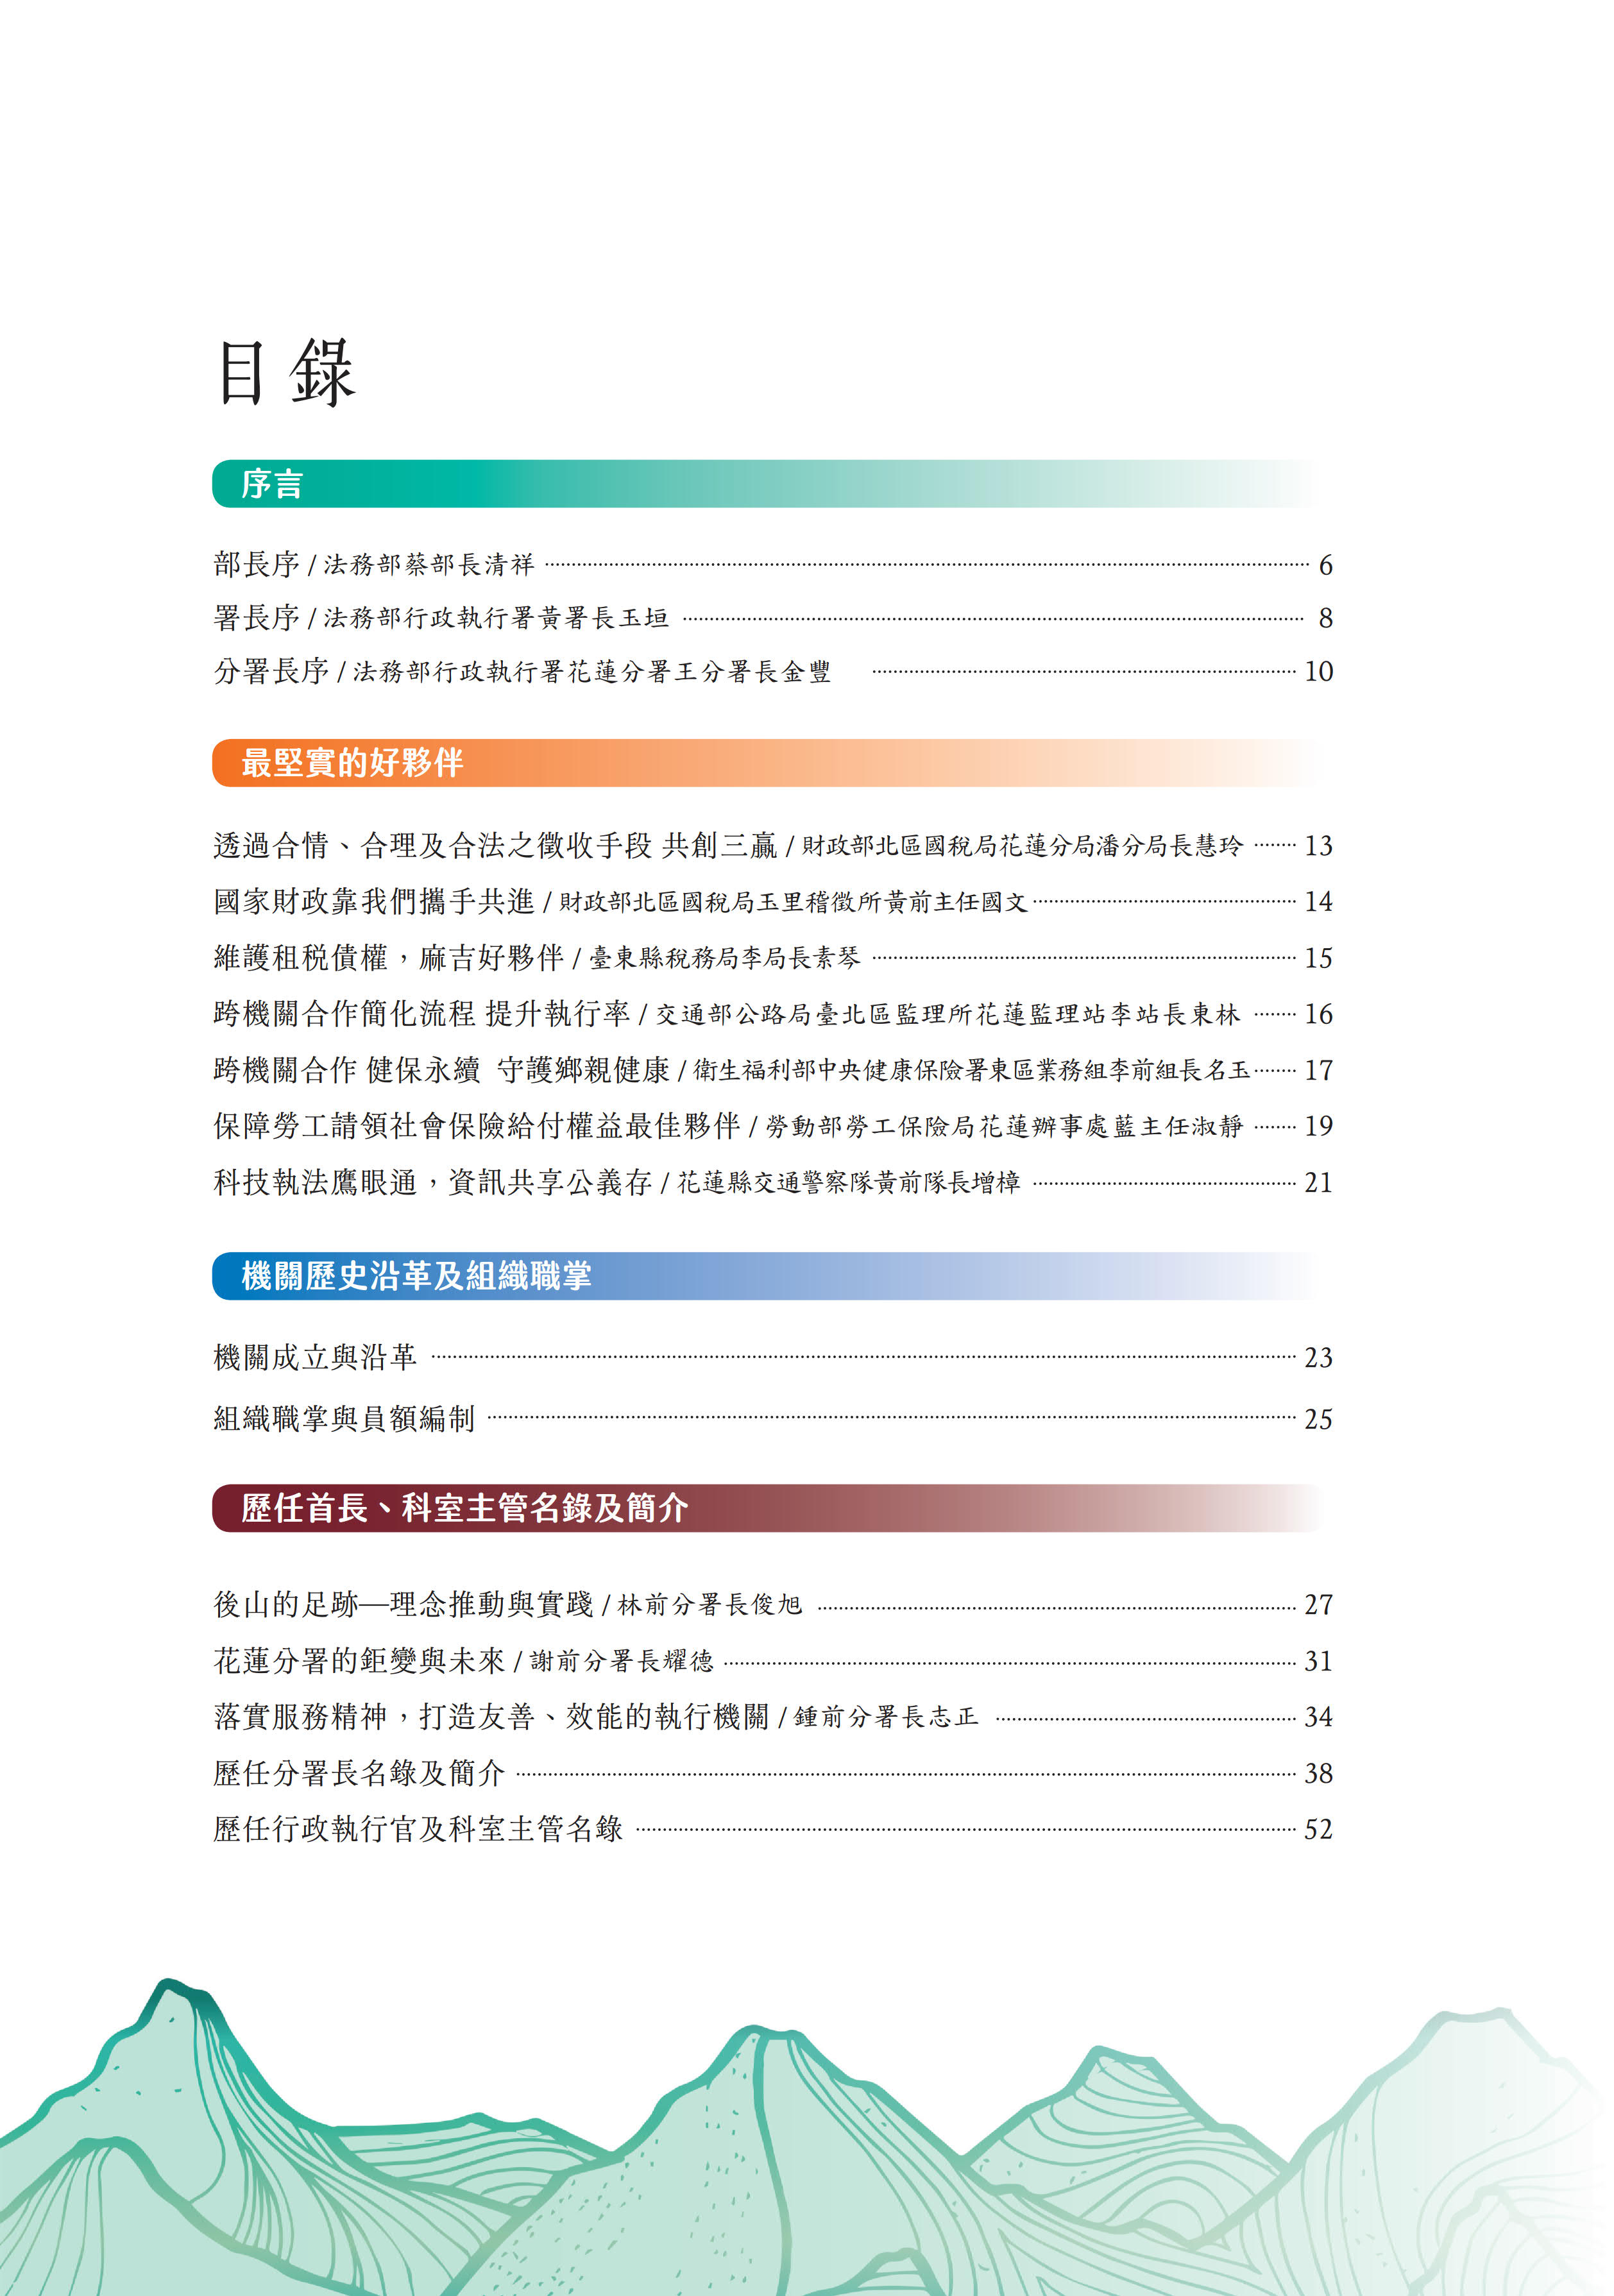 目錄
序言
部長序 / 法務部蔡部長清祥 6
署長序 / 法務部行政執行署黃署長玉垣 8
分署長序 / 法務部行政執行署花蓮分署王分署長金豐 10
最堅實的好夥伴
透過合情、合理及合法之徵收手段 共創三贏 / 財政部北區國稅局花蓮分局潘分局長慧玲 13
國家財政靠我們攜手共進 / 財政部北區國稅局玉里稽徵所黃前主任國文 14
維護租稅債權，麻吉好夥伴 / 臺東縣稅務局李局長素琴 15
跨機關合作簡化流程 提升執行率 / 交通部公路局臺北區監理所花蓮監理站李站長東林 16
跨機關合作 健保永續 守護鄉親健康 / 衛生福利部中央健康保險署東區業務組李前組長名玉 17
保障勞工請領社會保險給付權益最佳夥伴 / 勞動部勞工保險局花蓮辦事處藍主任淑靜 19
科技執法鷹眼通，資訊共享公義存 / 花蓮縣交通警察隊黃前隊長增樟 21
機關歷史沿革及組織職掌
機關成立與沿革 23
組織職掌與員額編制 25
歷任首長、科室主管名錄及簡介
後山的足跡—理念推動與實踐 / 林前分署長俊旭 27
花蓮分署的鉅變與未來 / 謝前分署長耀德 31
落實服務精神，打造友善、效能的執行機關 / 鍾前分署長志正 34
歷任分署長名錄及簡介 38
歷任行政執行官及科室主管名錄 52